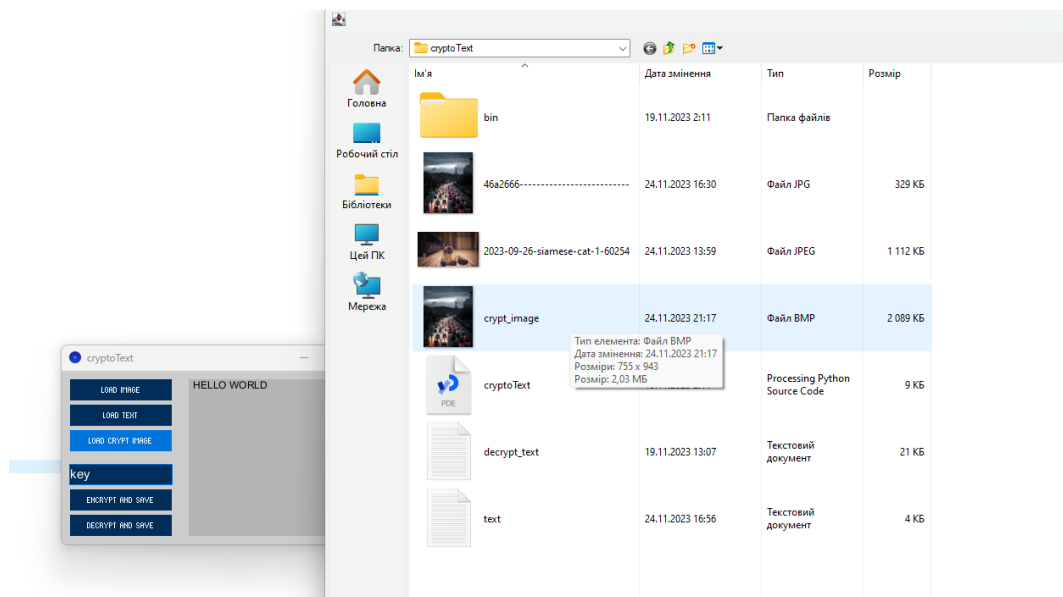 Папка: cryptoText
Ім'я Дата змінення Тип Розмір
Головна
Робочий стіл
Бібліотеки
Цей ПК
Мережа
bin 19.11.2023 2:11 Папка файлів
46a2666-------------------------- 24.11.2023 16:30 Файл JPG 329 КБ
2023-09-26-siamese-cat-1-60254 24.11.2023 13:59 Файл JPEG 1 112 КБ
crypt_image 24.11.2023 21:17 Файл BMP 2 089 КБ
Тип елемента: Файл BMP
Дата змінення: 24.11.2023 21:17
Розміри: 755 x 943
Розмір: 2,03 МБ
cryptoText Processing Python 9 КБ
Source Code
PDE
decrypt_text 19.11.2023 13:07 Текстовий 21 КБ
документ
text 24.11.2023 16:56 Текстовий 4 КБ
документ
cryptoText
LOAD IMAGE
LOAD TEXT
LOAD CRYPT IMAGE
key
ENCRYPT AND SAVE
DECRYPT AND SAVE
HELLO WORLD